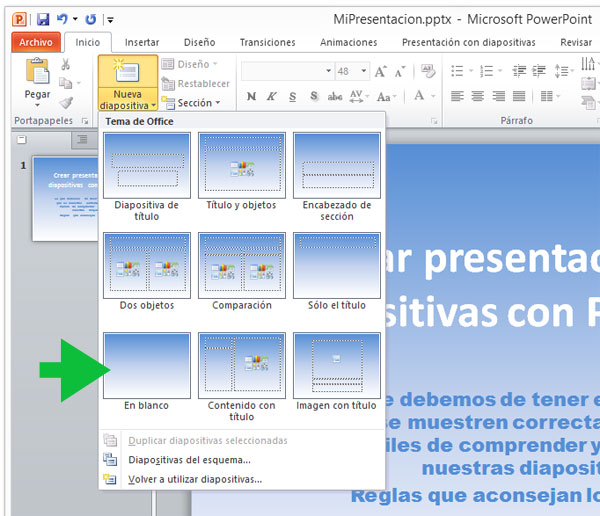 MiPresentacion.pptx - Microsoft PowerPoint
Archivo Inicio Insertar Diseño Transiciones Animaciones Presentación con diapositivas Revisar
Pegar
Nueva diapositiva
Diseño
Restablecer
Sección
48
Portapapeles
Párrafo
Tema de Office
Diapositiva de título
Título y objetos
Encabezado de sección
Dos objetos
Comparación
Sólo el título
En blanco
Contenido con título
Imagen con título
Duplicar diapositivas seleccionadas
Diapositivas del esquema...
Volver a utilizar diapositivas...
1
Crear presenta
diapositivas con
ar presentac
sitivas con P
e debemos de tener e
se muestren correcta
iles de comprender y
nuestras diaposit
Reglas que aconsejan lo